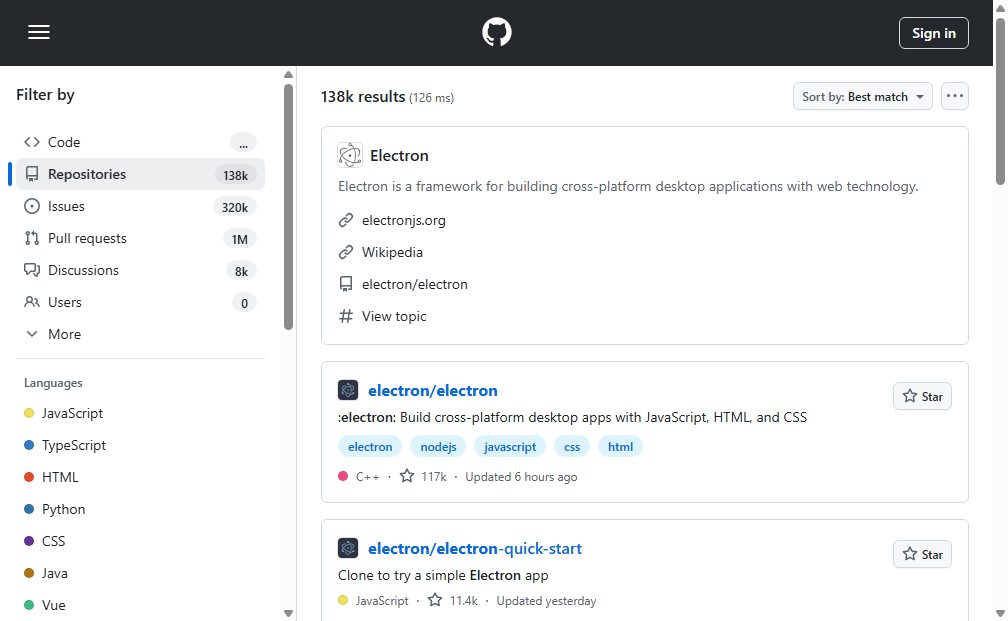 Sign in
Filter by
Code
...
Repositories
138k
Issues
320k
Pull requests
1M
Discussions
8k
Users
0
More
Languages
JavaScript
TypeScript
HTML
Python
CSS
Java
Vue
138k results (126 ms)
Sort by: Best match
Electron
Electron is a framework for building cross-platform desktop applications with web technology.
electronjs.org
Wikipedia
electron/electron
View topic
electron/electron
Star
:electron: Build cross-platform desktop apps with JavaScript, HTML, and CSS
electron nodejs javascript css html
C++ · 117k · Updated 6 hours ago
electron/electron-quick-start
Star
Clone to try a simple Electron app
JavaScript · 11.4k · Updated yesterday